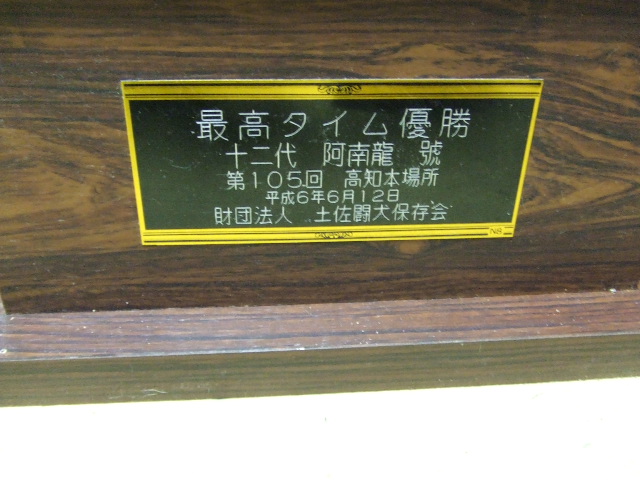 最高タイム優勝
十二代 阿南龍 號
第105回 高知本場所
平成6年6月12日
財団法人 土佐闘犬保存会
N8